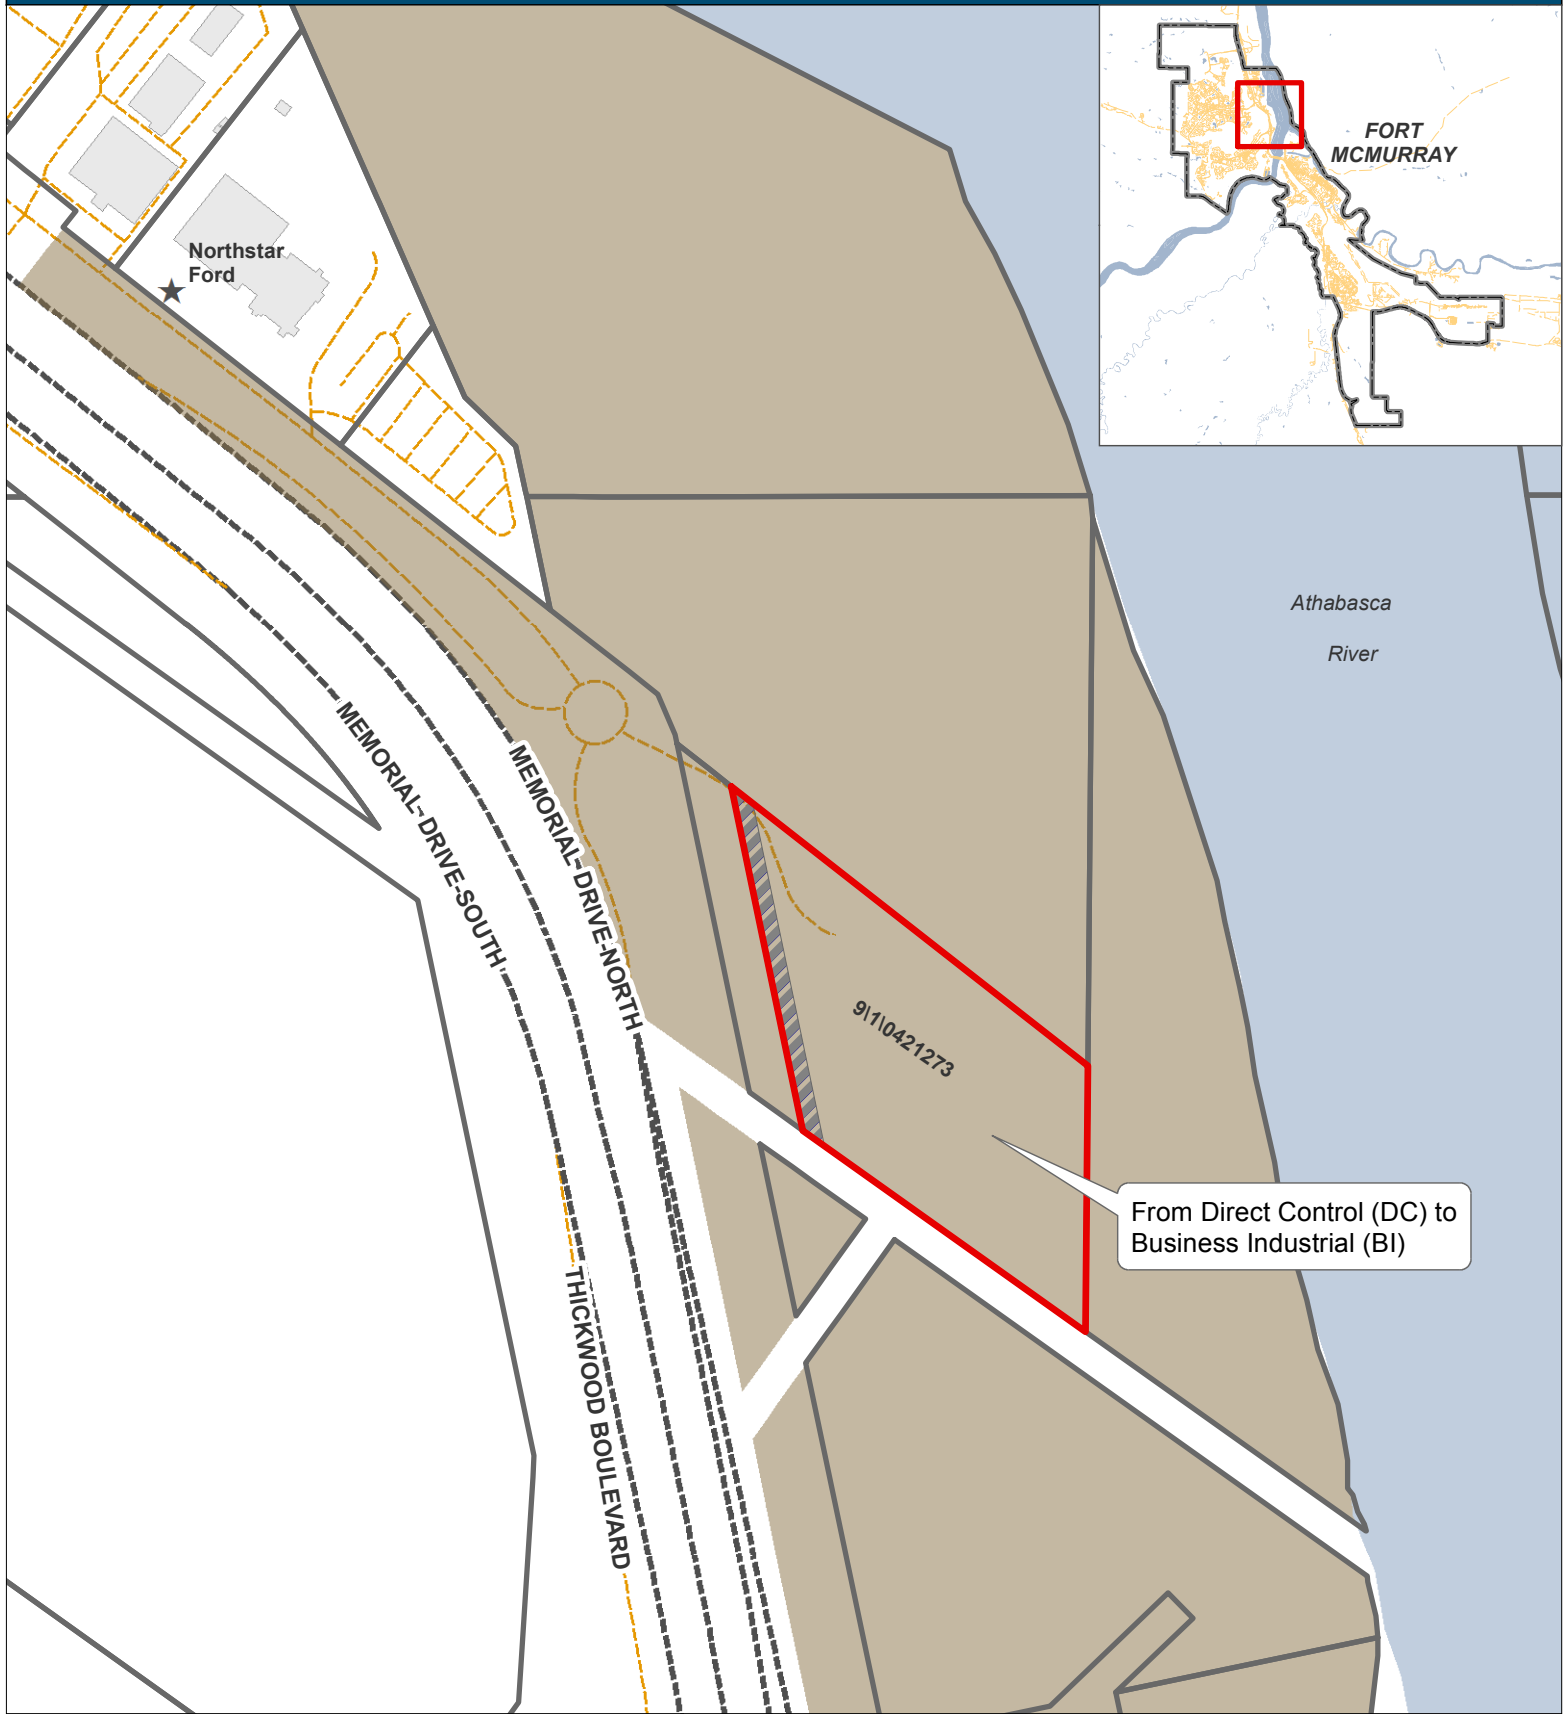 FORT
MCMURRAY
Northstar
Ford
Athabasca
River
MEMORIAL DRIVE SOUTH
MEMORIAL DRIVE NORTH
9\1\0421273
From Direct Control (DC) to
Business Industrial (BI)
THICKWOOD BOULEVARD